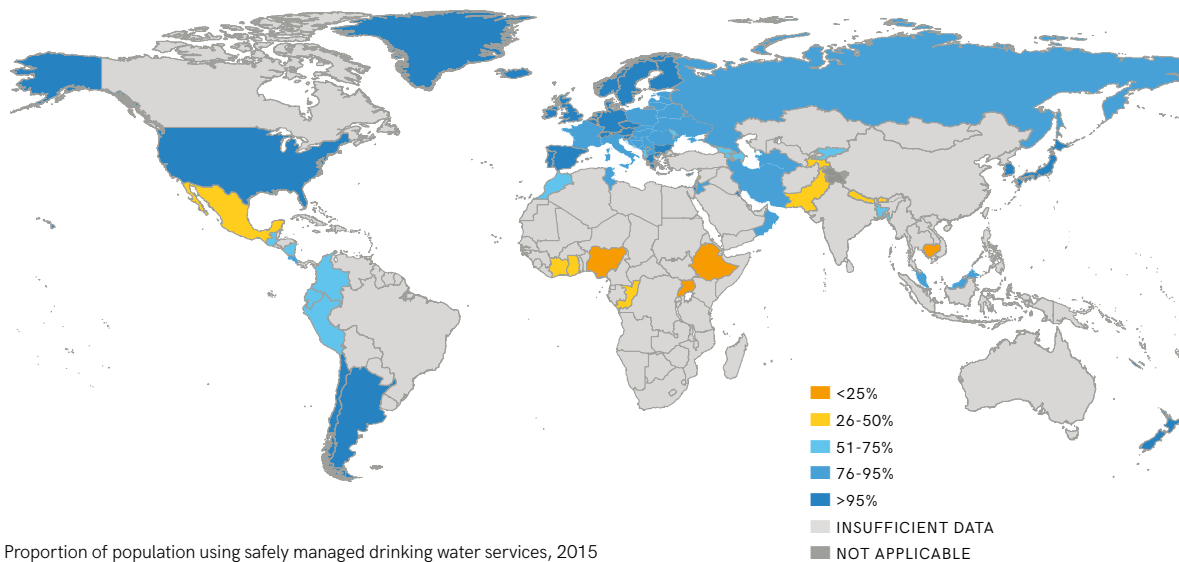 <25%
26-50%
51-75%
76-95%
>95%
INSUFFICIENT DATA
NOT APPLICABLE
Proportion of population using safely managed drinking water services, 2015